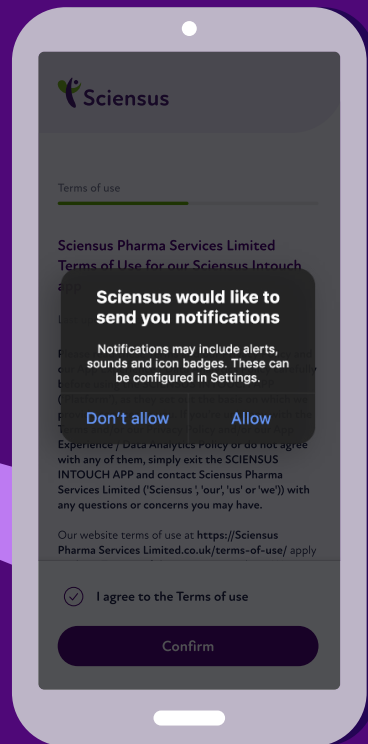 Sciensus
Terms of use
Sciensus Pharma Services Limited
Terms of Use for our Sciensus Intouch
Sciensus would like to
send you notifications
Notifications may include alerts,
sounds and icon badges. These can
be configured in Settings.
Don't allow
Allow
Experience / Data Analytics Policy or do not agree
with any of them, simply exit the SCIENSUS
INTOUCH APP and contact Sciensus Pharma
Services Limited ('Sciensus ', 'our', 'us' or 'we')) with
any questions or concerns you may have.
Our website terms of use at https://Sciensus
Pharma Services Limited.co.uk/terms-of-use/ apply
I agree to the Terms of use
Confirm